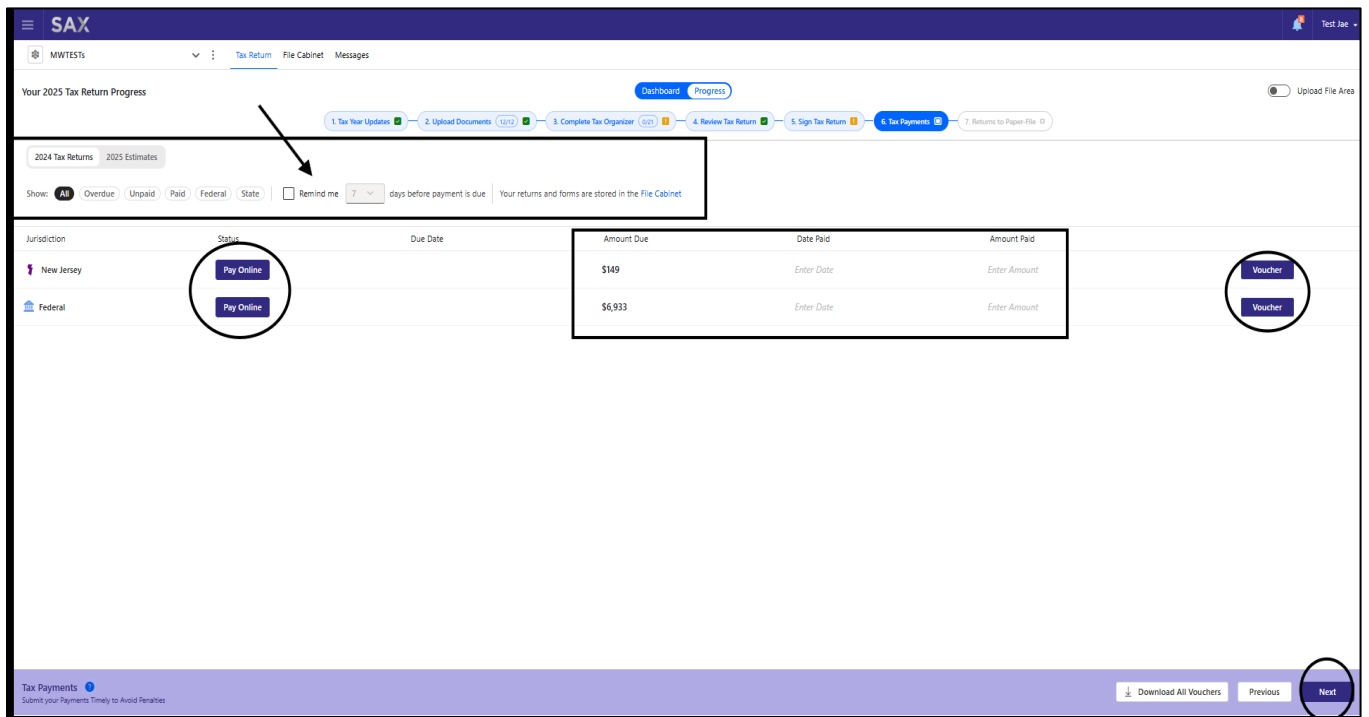 SAX
8
Test Jae
MWTESTs
Tax Return File Cabinet Messages
Your 2025 Tax Return Progress
Dashboard Progress
Upload File Area
1. Tax Year Updates 2. Upload Documents 12/12 3. Complete Tax Organizer 0/21 ! 4. Review Tax Return 5. Sign Tax Return ! 6. Tax Payments 7. Returns to Paper-File
2024 Tax Returns 2025 Estimates
Show: All Overdue Unpaid Paid Federal State Remind me 7 days before payment is due Your returns and forms are stored in the File Cabinet
Jurisdiction Status Due Date Amount Due Date Paid Amount Paid
New Jersey Pay Online $149 Enter Date Enter Amount Voucher
Federal Pay Online $6,933 Enter Date Enter Amount Voucher
Tax Payments
Submit your Payments Timely to Avoid Penalties
Download All Vouchers Previous Next